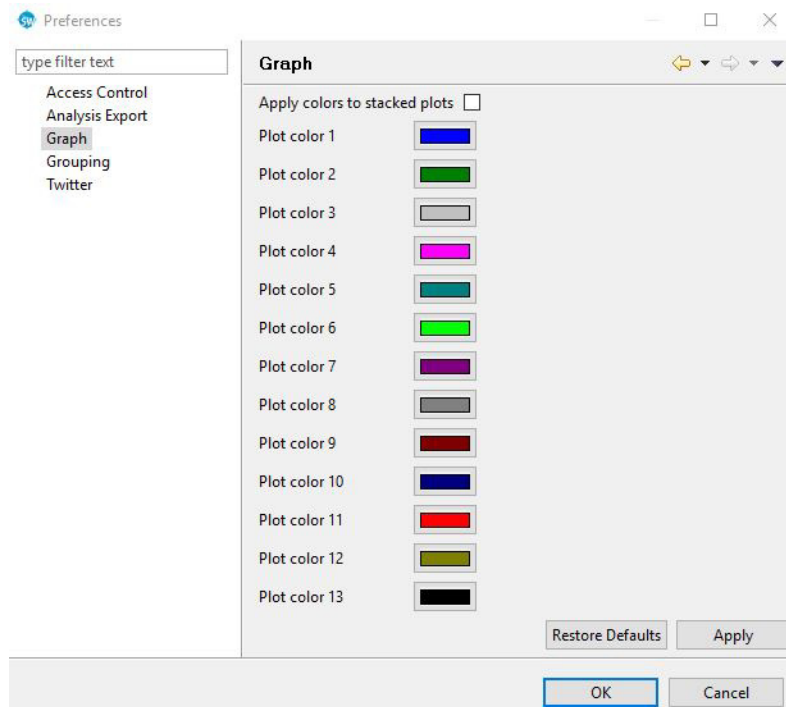 Preferences
type filter text
Access Control
Analysis Export
Graph
Grouping
Twitter
Graph
Apply colors to stacked plots
Plot color 1
Plot color 2
Plot color 3
Plot color 4
Plot color 5
Plot color 6
Plot color 7
Plot color 8
Plot color 9
Plot color 10
Plot color 11
Plot color 12
Plot color 13
Restore Defaults Apply
OK Cancel